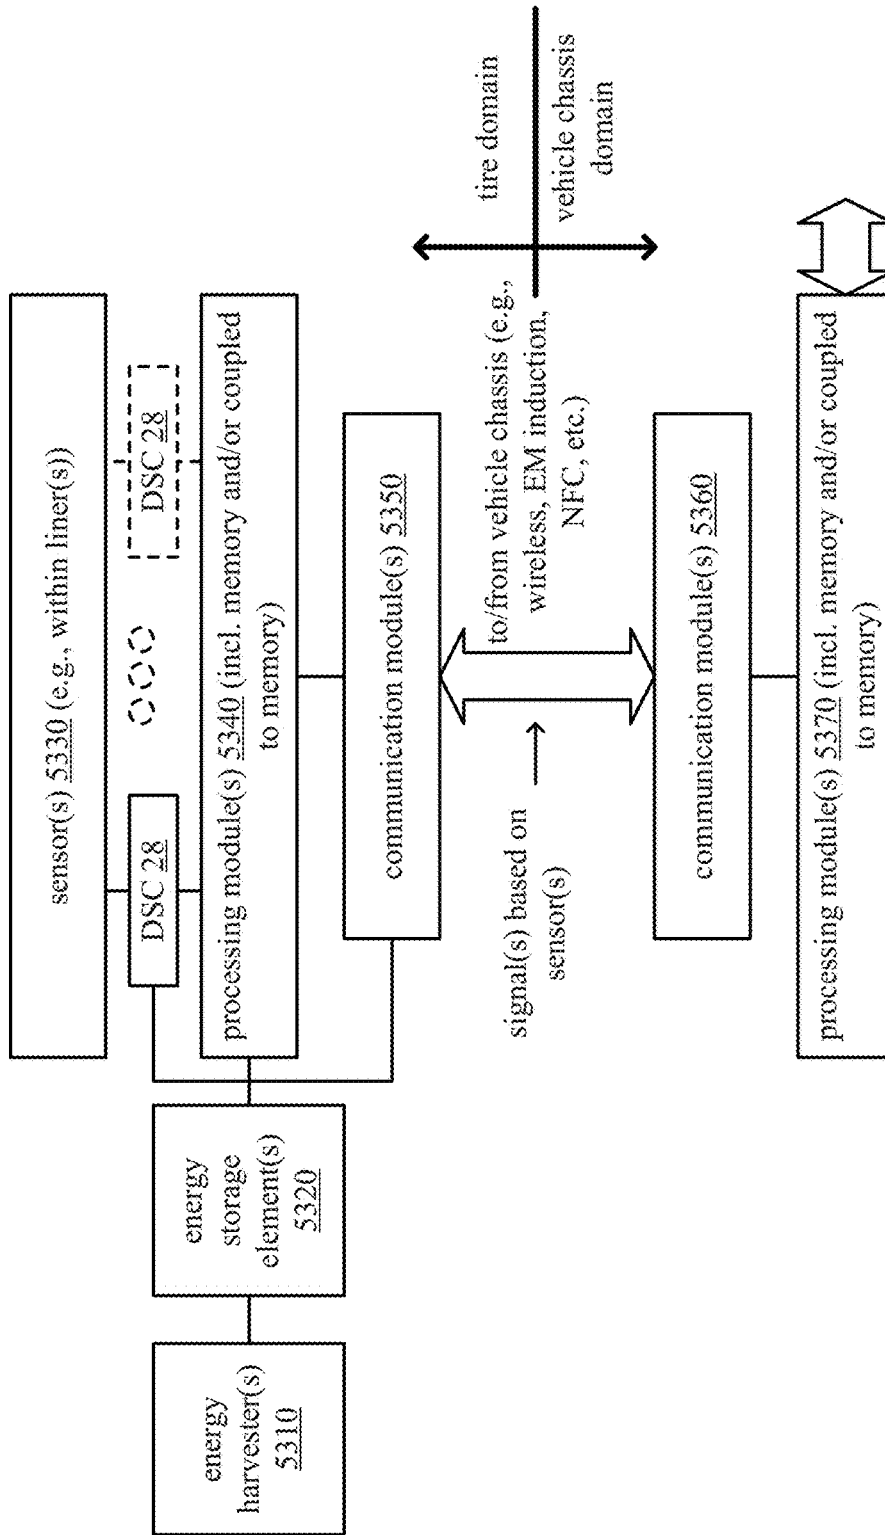 sensor(s) 5330 (e.g., within liner(s))
DSC 28
DSC 28
energy
harvester(s)
5310
energy
storage
element(s)
5320
processing module(s) 5340 (incl. memory and/or coupled
to memory)
communication module(s) 5350
signal(s) based on
sensor(s)
to/from vehicle chassis (e.g.,
wireless, EM induction,
NFC, etc.)
tire domain
vehicle chassis
domain
communication module(s) 5360
processing module(s) 5370 (incl. memory and/or coupled
to memory)